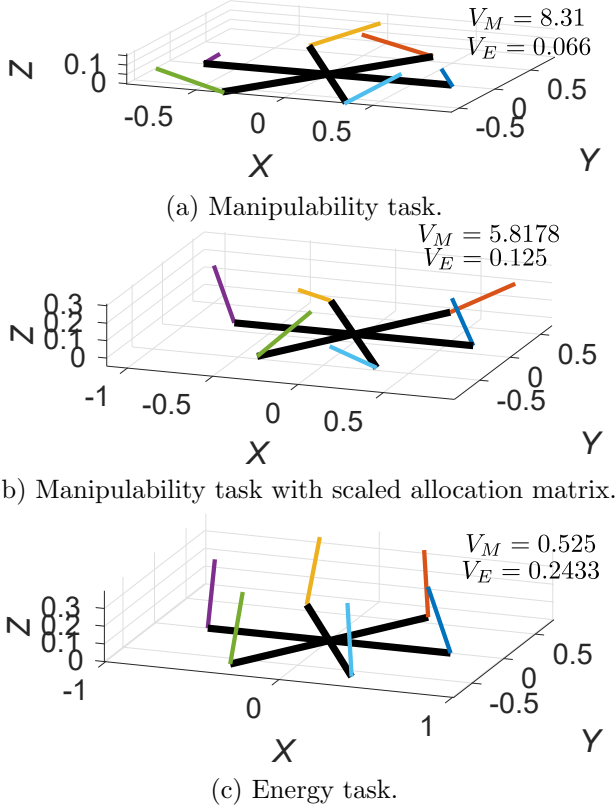 V_M = 8.31
V_E = 0.066
0.1
0
Z
-0.5
0
0.5
X
-0.5
0
0.5
Y
(a) Manipulability task.
V_M = 5.8178
V_E = 0.125
0.3
0.2
0.1
0
Z
-1
-0.5
0
0.5
X
-0.5
0
0.5
Y
b) Manipulability task with scaled allocation matrix.
V_M = 0.525
V_E = 0.2433
0.3
0.2
0.1
0
Z
-1
0
1
X
-0.5
0
0.5
Y
(c) Energy task.